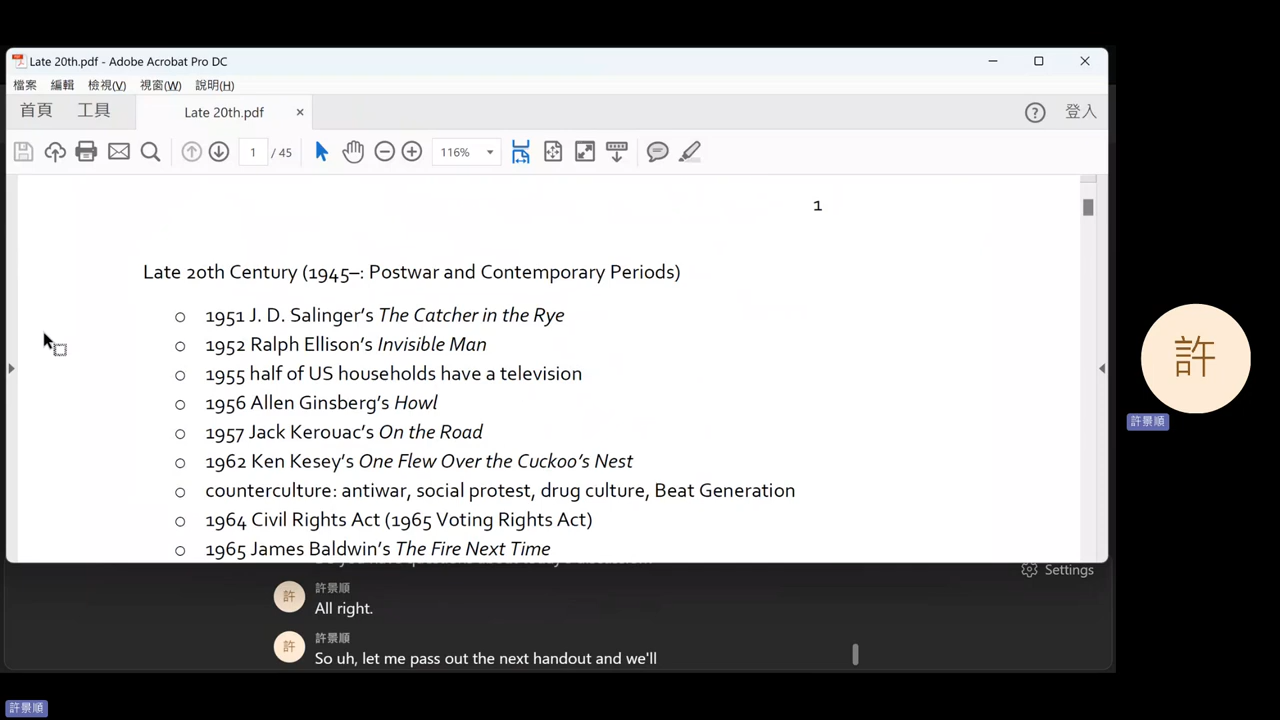 Late 20th.pdf - Adobe Acrobat Pro DC
檔案 編輯 檢視(V) 視窗(W) 說明(H)
首頁 工具 Late 20th.pdf × ? 登入
1 / 45 116%
1
Late 20th Century (1945–: Postwar and Contemporary Periods)
○ 1951 J. D. Salinger's The Catcher in the Rye
○ 1952 Ralph Ellison's Invisible Man
○ 1955 half of US households have a television
○ 1956 Allen Ginsberg's Howl
○ 1957 Jack Kerouac's On the Road
○ 1962 Ken Kesey's One Flew Over the Cuckoo's Nest
○ counterculture: antiwar, social protest, drug culture, Beat Generation
○ 1964 Civil Rights Act (1965 Voting Rights Act)
○ 1965 James Baldwin's The Fire Next Time
Settings
許 許景順
All right.
許 許景順
So uh, let me pass out the next handout and we'll
許
許景順
許景順